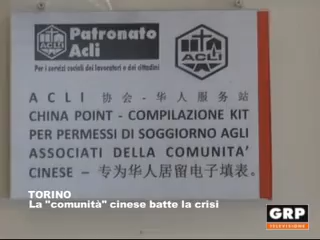 Patronato
Acli
ACLI
ACLI
Per i servizi sociali dei lavoratori e dei cittadini
ACLI 协会 - 华人服务站
CHINA POINT - COMPILAZIONE KIT
PER PERMESSI DI SOGGIORNO AGLI
ASSOCIATI DELLA COMUNITA'
CINESE - 专为华人居留电子填表。
TORINO
La "comunità" cinese batte la crisi
GRP
TELEVISIONE